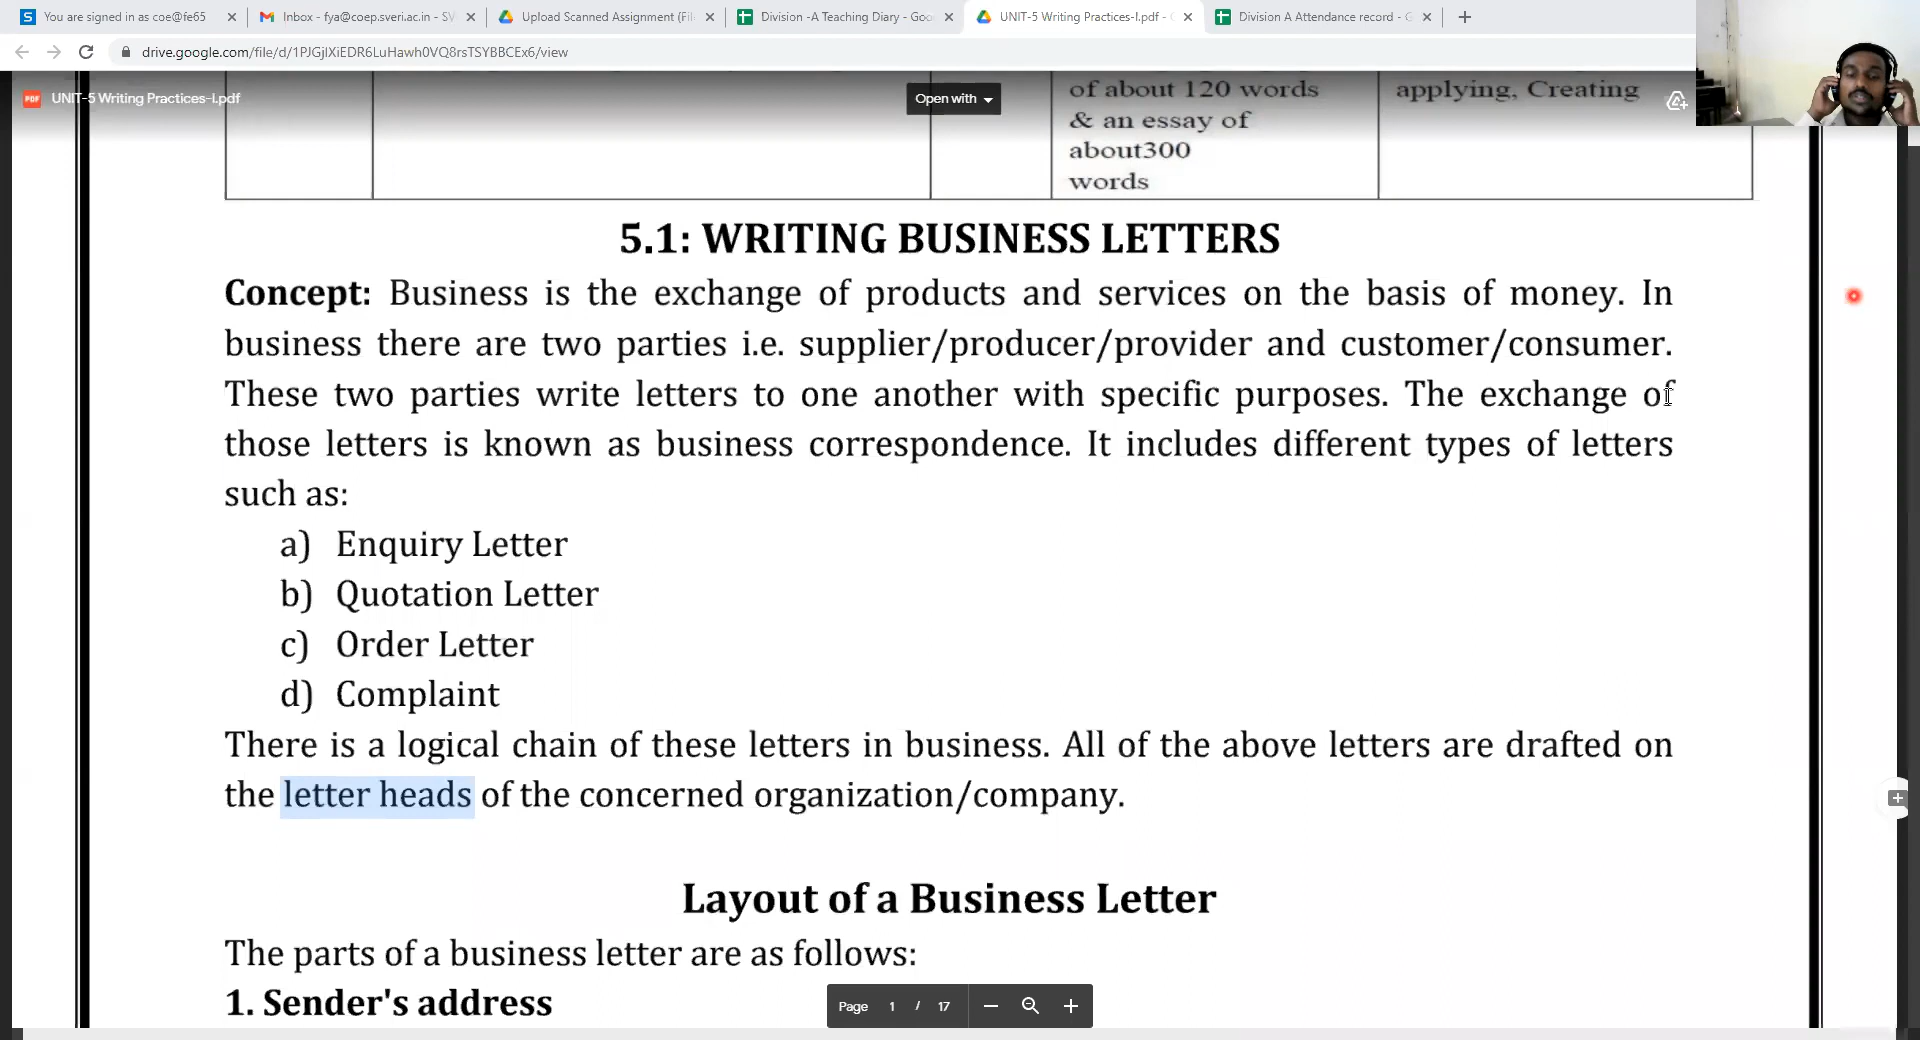 You are signed in as coe@fe65
Inbox - fya@coep.sveri.ac.in - SV
Upload Scanned Assignment (Fil
Division -A Teaching Diary - Goo
UNIT-5 Writing Practices-I.pdf - G
Division A Attendance record - G
drive.google.com/file/d/1PJGjlXiEDR6LuHawh0VQ8rsTSYBBCEx6/view
PDF UNIT-5 Writing Practices-I.pdf
Open with
of about 120 words
& an essay of
about300
words
applying, Creating
5.1: WRITING BUSINESS LETTERS
Concept: Business is the exchange of products and services on the basis of money. In
business there are two parties i.e. supplier/producer/provider and customer/consumer.
These two parties write letters to one another with specific purposes. The exchange of
those letters is known as business correspondence. It includes different types of letters
such as:
a) Enquiry Letter
b) Quotation Letter
c) Order Letter
d) Complaint
There is a logical chain of these letters in business. All of the above letters are drafted on
the letter heads of the concerned organization/company.
Layout of a Business Letter
The parts of a business letter are as follows:
1. Sender's address
Page 1 / 17